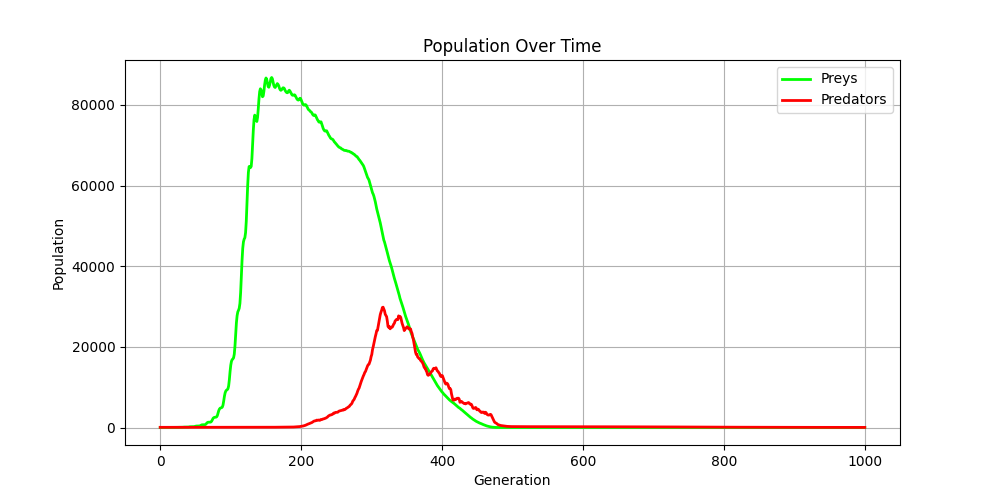 Population Over Time
Preys
Predators
80000
60000
40000
20000
0
Population
0 200 400 600 800 1000
Generation